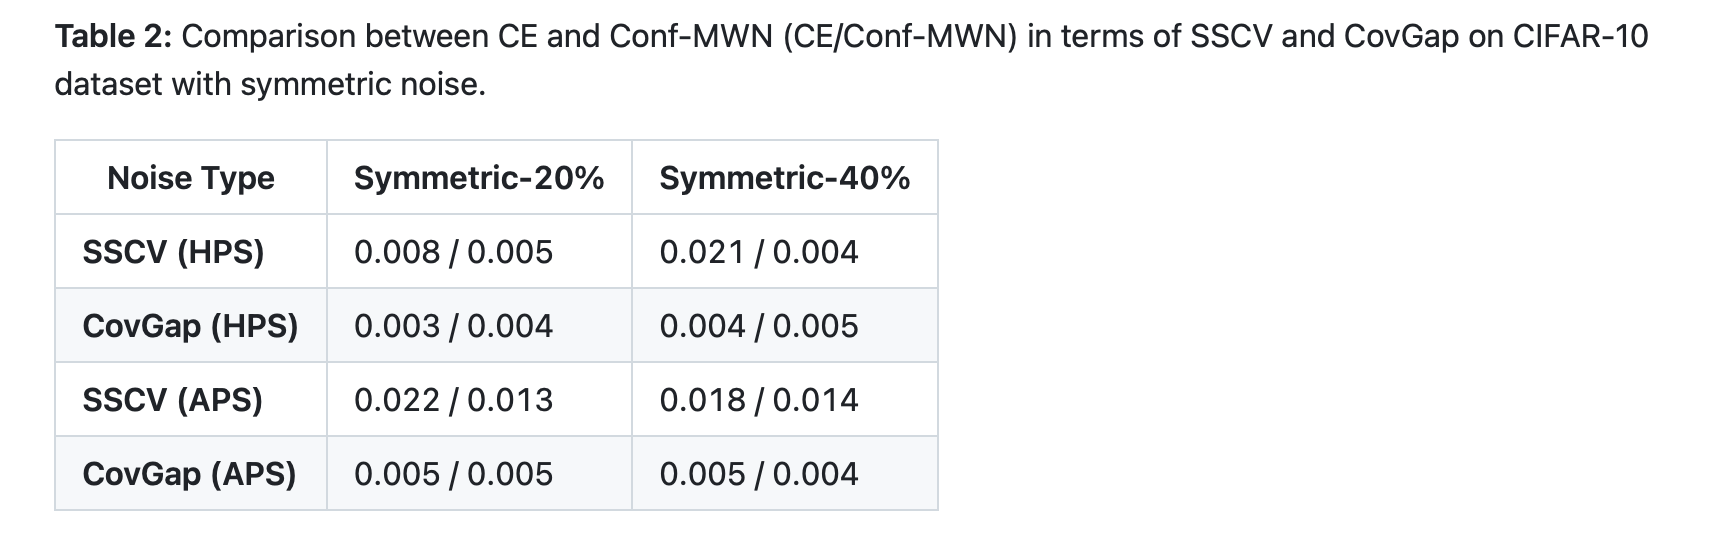 Table 2: Comparison between CE and Conf-MWN (CE/Conf-MWN) in terms of SSCV and CovGap on CIFAR-10
dataset with symmetric noise.
Noise Type Symmetric-20% Symmetric-40%
SSCV (HPS) 0.008 / 0.005 0.021 / 0.004
CovGap (HPS) 0.003 / 0.004 0.004 / 0.005
SSCV (APS) 0.022 / 0.013 0.018 / 0.014
CovGap (APS) 0.005 / 0.005 0.005 / 0.004